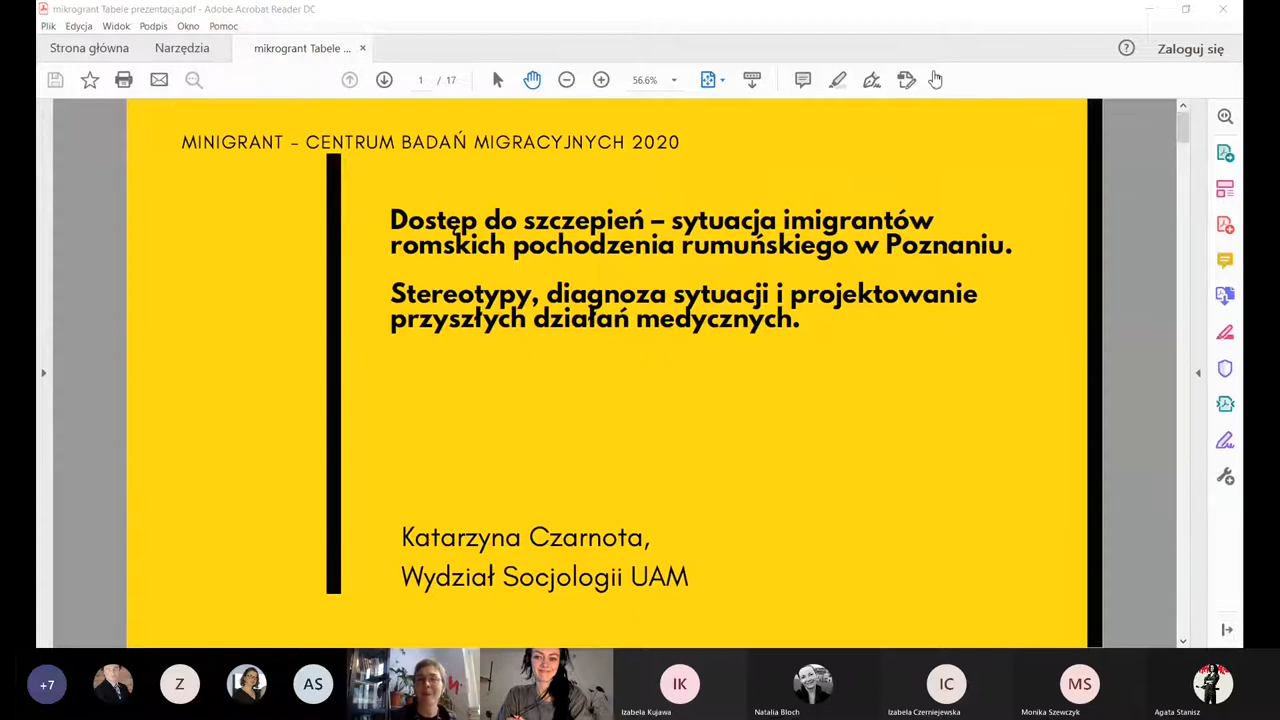 mikrogrant Tabele prezentacja.pdf - Adobe Acrobat Reader DC
Plik Edycja Widok Podpis Okno Pomoc
Strona główna Narzędzia mikrogrant Tabele ... × Zaloguj się
1 / 17 56.6%
MINIGRANT - CENTRUM BADAŃ MIGRACYJNYCH 2020
Dostęp do szczepień – sytuacja imigrantów
romskich pochodzenia rumuńskiego w Poznaniu.
Stereotypy, diagnoza sytuacji i projektowanie
przyszłych działań medycznych.
Katarzyna Czarnota,
Wydział Socjologii UAM
+7 Z AS IK IC MS
Izabela Kujawa Natalia Bloch Izabela Czerniejewska Monika Szewczyk Agata Stanisz